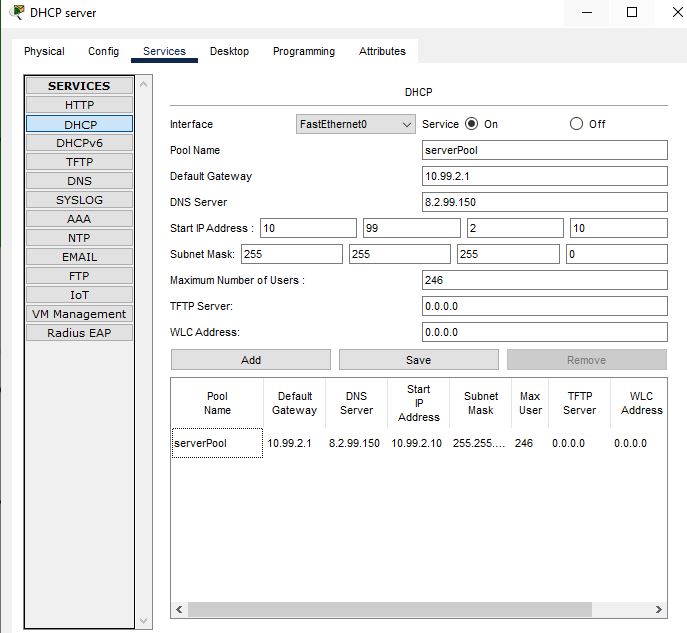 DHCP server
Physical Config Services Desktop Programming Attributes
SERVICES
HTTP
DHCP
DHCPv6
TFTP
DNS
SYSLOG
AAA
NTP
EMAIL
FTP
IoT
VM Management
Radius EAP
DHCP
Interface FastEthernet0 Service On Off
Pool Name serverPool
Default Gateway 10.99.2.1
DNS Server 8.2.99.150
Start IP Address : 10 99 2 10
Subnet Mask: 255 255 255 0
Maximum Number of Users : 246
TFTP Server: 0.0.0.0
WLC Address: 0.0.0.0
Add Save Remove
Pool Name Default Gateway DNS Server Start IP Address Subnet Mask Max User TFTP Server WLC Address
serverPool 10.99.2.1 8.2.99.150 10.99.2.10 255.255.... 246 0.0.0.0 0.0.0.0